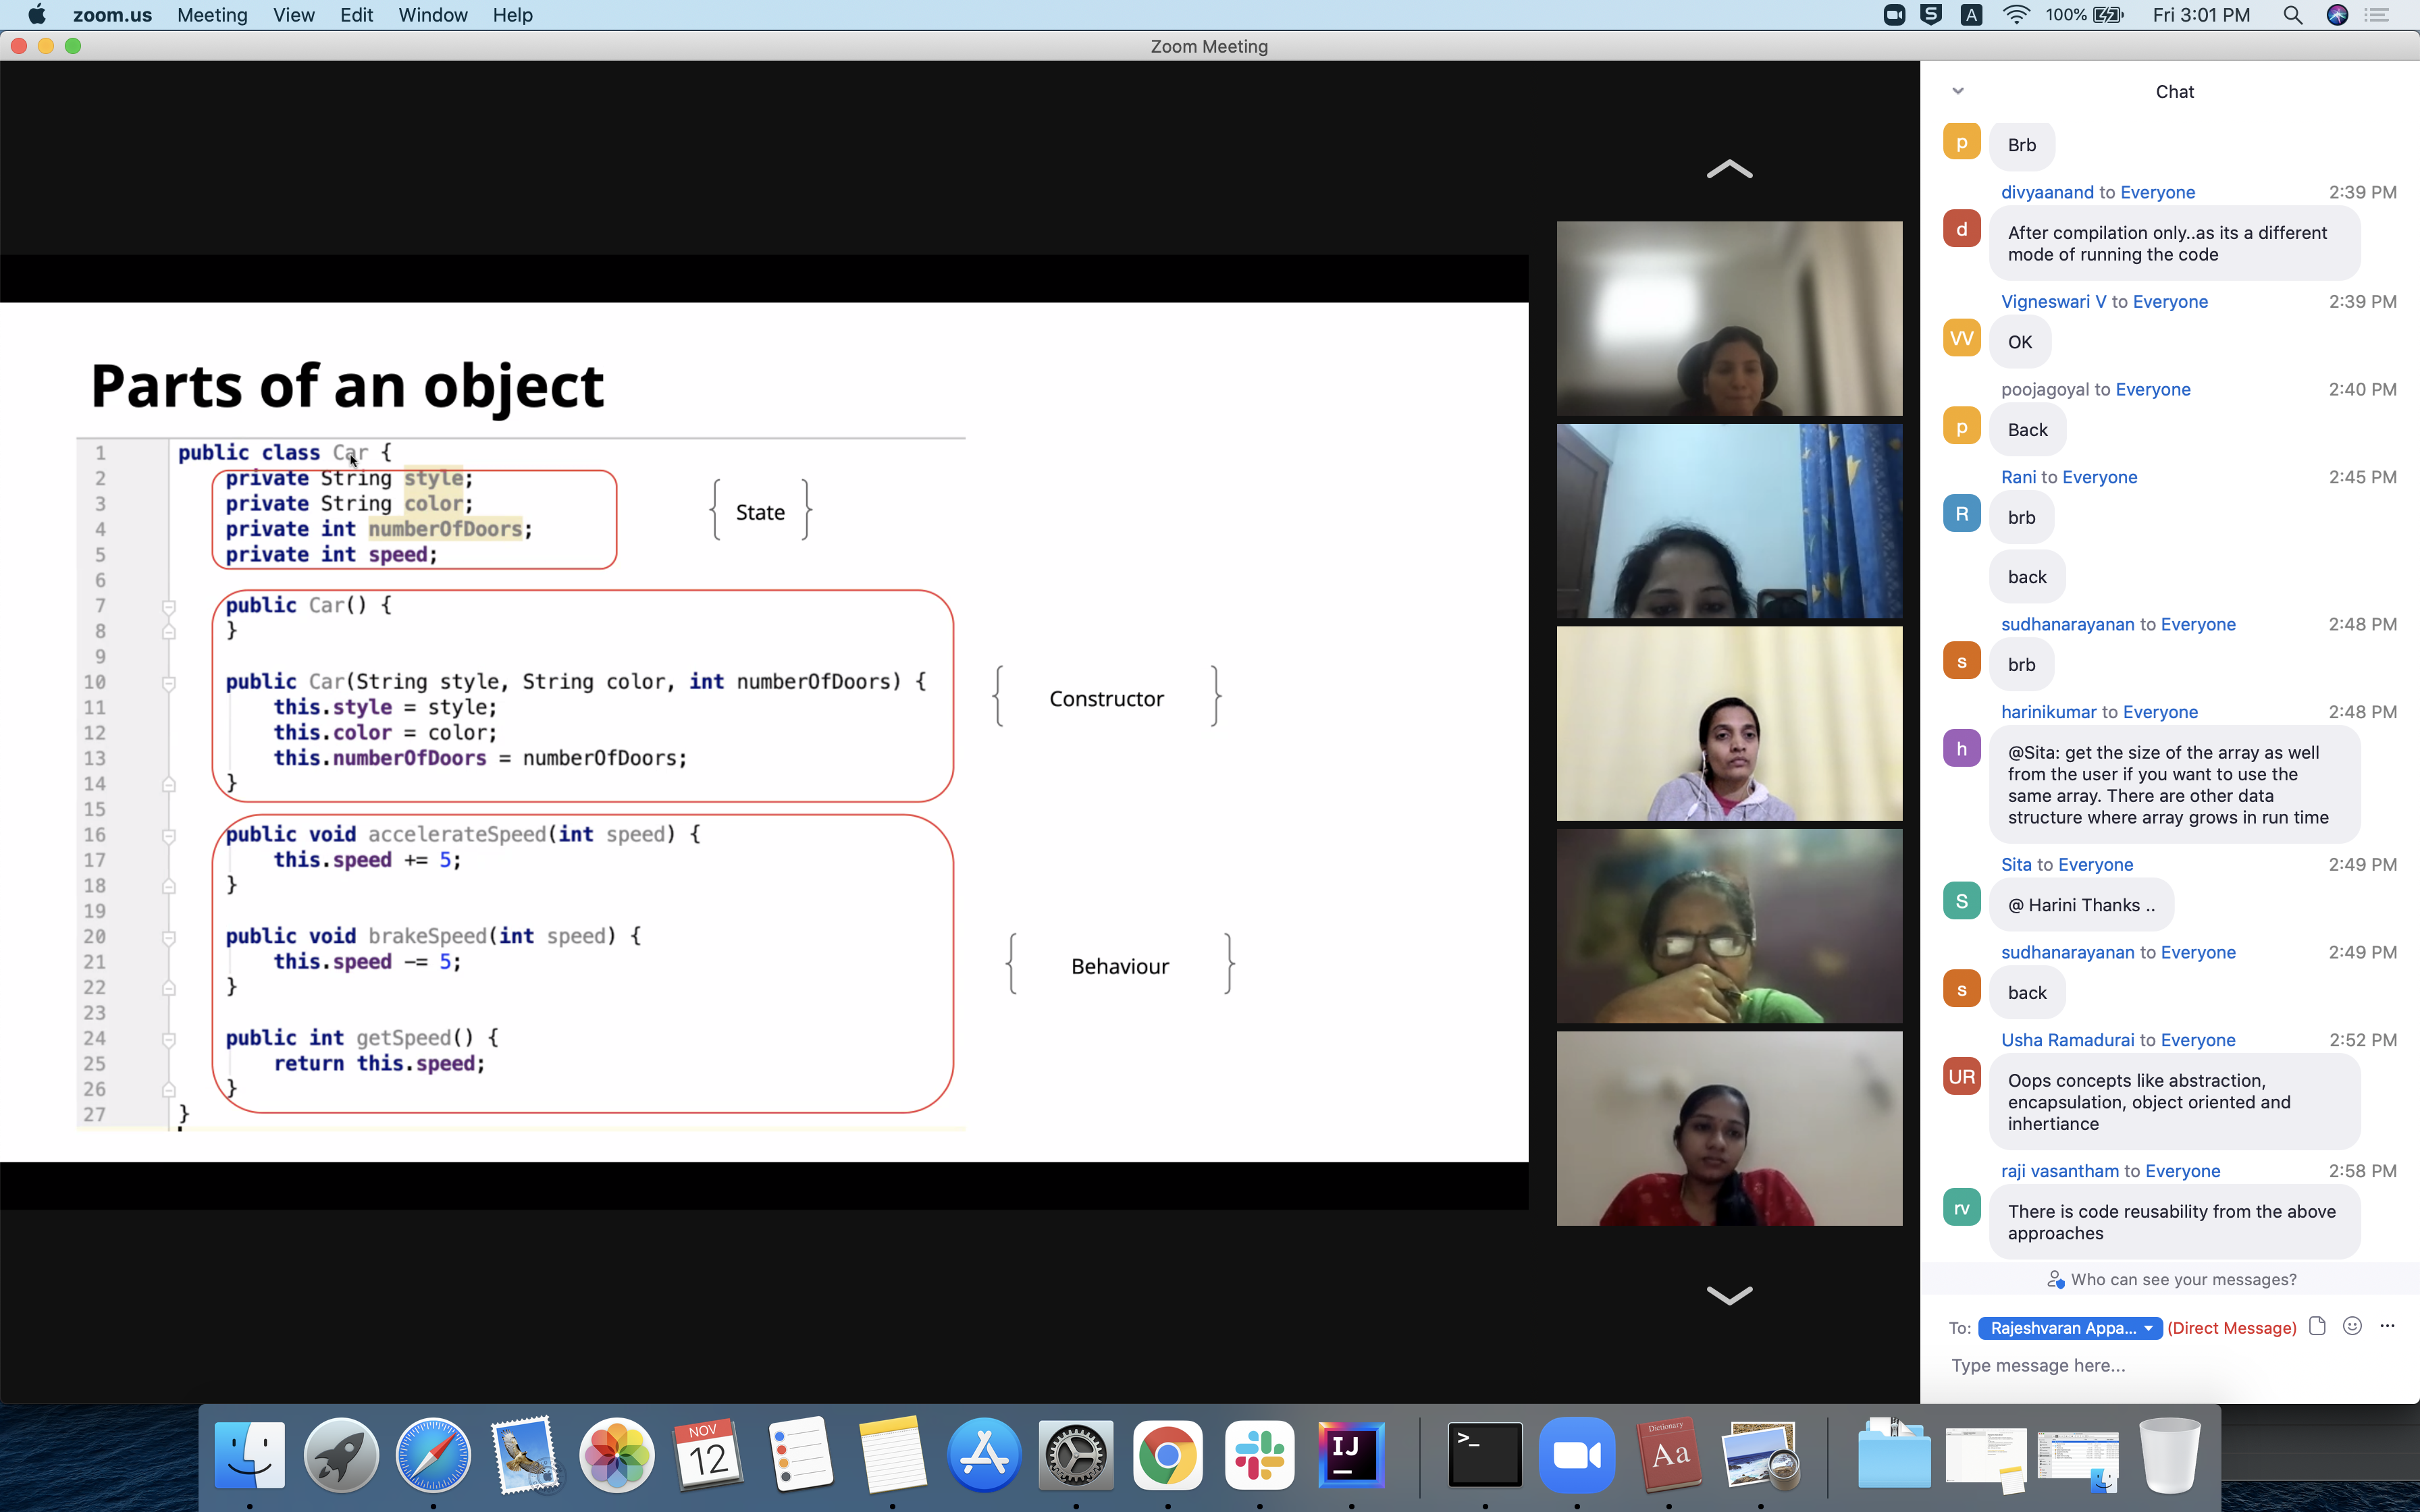 zoom.us Meeting View Edit Window Help
A 100% Fri 3:01 PM
Zoom Meeting
Parts of an object
1 public class Car {
2 private String style;
3 private String color;
4 private int numberOfDoors;
5 private int speed;
6
7 public Car() {
8 }
9
10 public Car(String style, String color, int numberOfDoors) {
11 this.style = style;
12 this.color = color;
13 this.numberOfDoors = numberOfDoors;
14 }
15
16 public void accelerateSpeed(int speed) {
17 this.speed += 5;
18 }
19
20 public void brakeSpeed(int speed) {
21 this.speed -= 5;
22 }
23
24 public int getSpeed() {
25 return this.speed;
26 }
27 }
{ State }
{ Constructor }
{ Behaviour }
Chat
p Brb
divyaanand to Everyone 2:39 PM
d After compilation only..as its a different
mode of running the code
Vigneswari V to Everyone 2:39 PM
VV OK
poojagoyal to Everyone 2:40 PM
p Back
Rani to Everyone 2:45 PM
R brb
back
sudhanarayanan to Everyone 2:48 PM
s brb
harinikumar to Everyone 2:48 PM
h @Sita: get the size of the array as well
from the user if you want to use the
same array. There are other data
structure where array grows in run time
Sita to Everyone 2:49 PM
S @ Harini Thanks ..
sudhanarayanan to Everyone 2:49 PM
s back
Usha Ramadurai to Everyone 2:52 PM
UR Oops concepts like abstraction,
encapsulation, object oriented and
inhertiance
raji vasantham to Everyone 2:58 PM
rv There is code reusability from the above
approaches
Who can see your messages?
To: Rajeshvaran Appa... (Direct Message)
Type message here...
NOV
12
IJ
>_
Dictionary
Aa